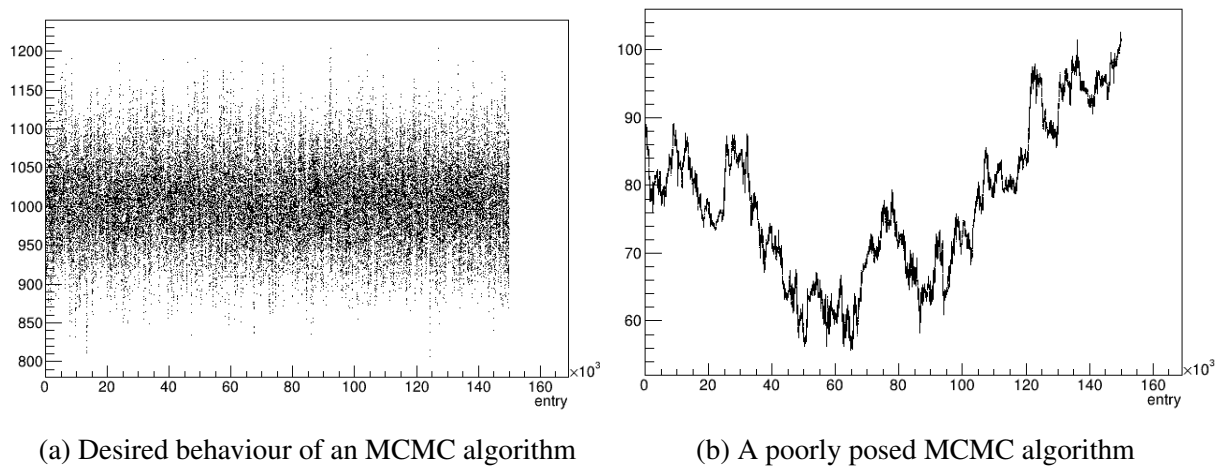 1200
1150
1100
1050
1000
950
900
850
800
0 20 40 60 80 100 120 140 160
×10³
entry
100
90
80
70
60
0 20 40 60 80 100 120 140 160
×10³
entry
(a) Desired behaviour of an MCMC algorithm
(b) A poorly posed MCMC algorithm